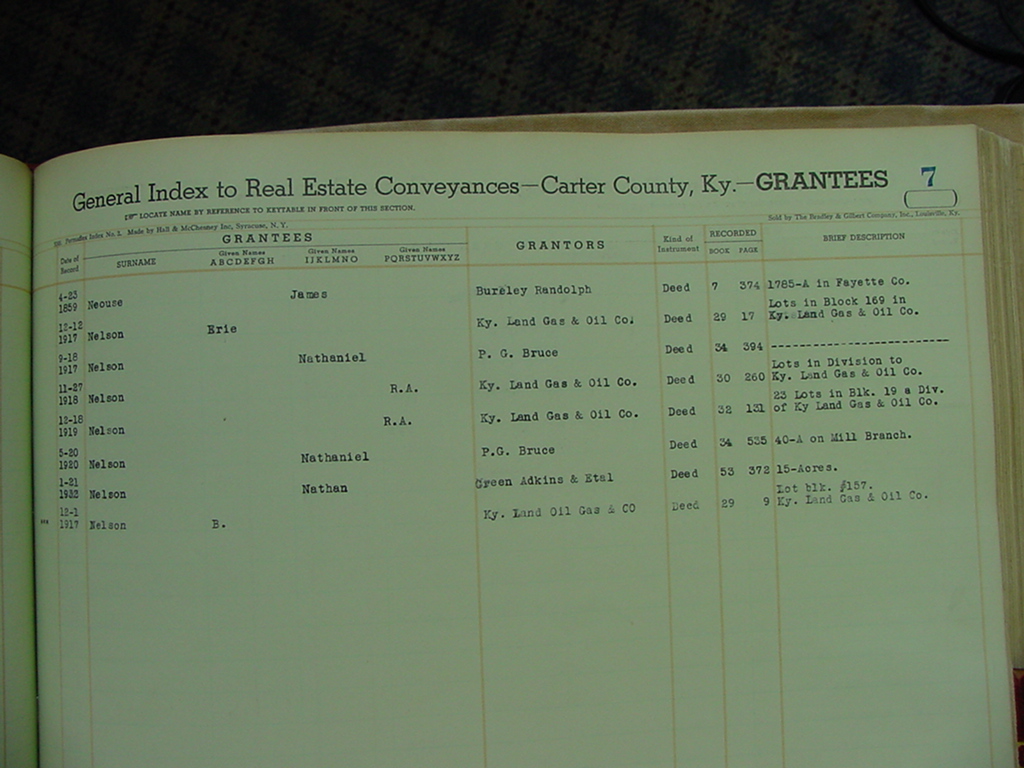 General Index to Real Estate Conveyances—Carter County, Ky.—GRANTEES 7
LOCATE NAME BY REFERENCE TO KEYTABLE IN FRONT OF THIS SECTION.
Index No. 2. Made by Hall & McChesney Inc, Syracuse, N. Y. Sold by The Bradley & Gilbert Company, Inc., Louisville, Ky.
Date of Record GRANTEES GRANTORS Kind of Instrument RECORDED BRIEF DESCRIPTION
SURNAME Given Names ABCDEFGH Given Names IJKLMNO Given Names PQRSTUVWXYZ BOOK PAGE
4-23
1859 Neouse James Bureley Randolph Deed 7 374 1785-A in Fayette Co.
12-12 Lots in Block 169 in
1917 Nelson Erie Ky. Land Gas & Oil Co. Deed 29 17 Ky. Land Gas & Oil Co.
9-18
1917 Nelson Nathaniel P. G. Bruce Deed 34 394 ---------------------------
11-27 Lots in Division to
1918 Nelson R.A. Ky. Land Gas & Oil Co. Deed 30 260 Ky. Land Gas & Oil Co.
12-18 23 Lots in Blk. 19 a Div.
1919 Nelson R.A. Ky. Land Gas & Oil Co. Deed 32 131 of Ky Land Gas & Oil Co.
5-20
1920 Nelson Nathaniel P.G. Bruce Deed 34 535 40-A on Mill Branch.
1-21
1932 Nelson Nathan Green Adkins & Etal Deed 53 372 15-Acres.
12-1 Lot blk. #157.
1917 Nelson B. Ky. Land Oil Gas & CO Deed 29 9 Ky. Land Gas & Oil Co.